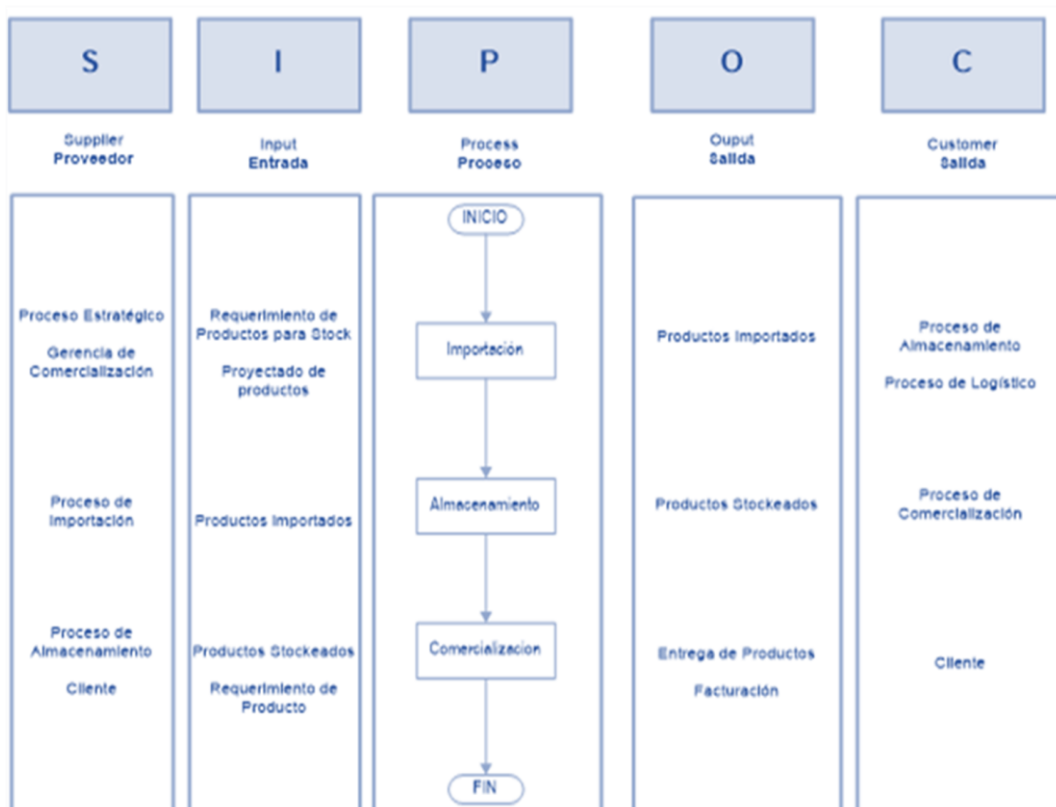 S
I
P
O
C
Supplier
Proveedor
Input
Entrada
Process
Proceso
Ouput
Salida
Customer
Salida
Proceso Estratégico
Gerencia de
Comercialización
Proceso de
Importación
Proceso de
Almacenamiento
Cliente
Requerimiento de
Productos para Stock
Proyectado de
productos
Productos Importados
Productos Stockeados
Requerimiento de
Producto
INICIO
Importación
Almacenamiento
Comercializacion
FIN
Productos Importados
Productos Stockeados
Entrega de Productos
Facturación
Proceso de
Almacenamiento
Proceso de Logístico
Proceso de
Comercialización
Cliente